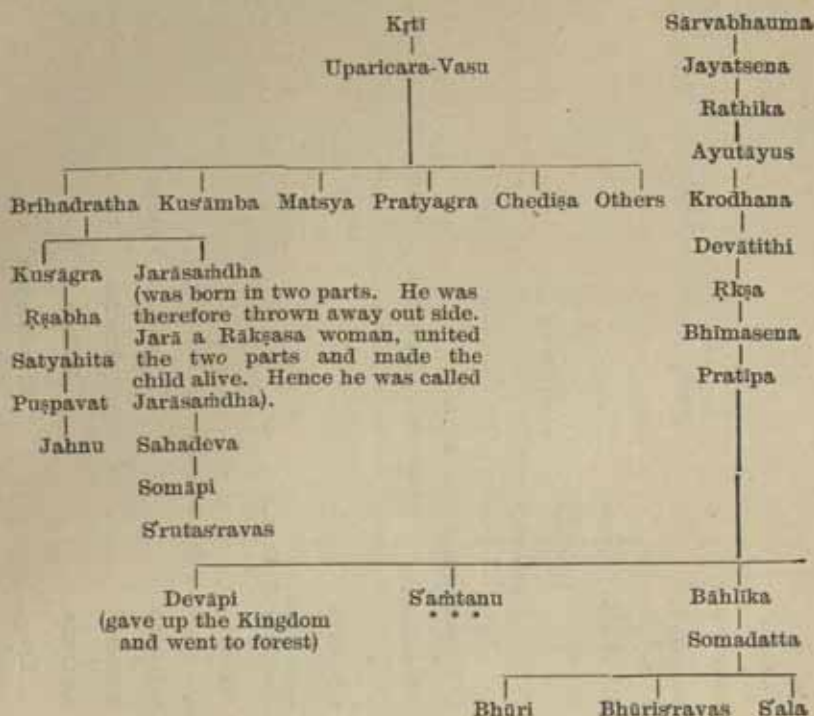 Kṛtī
Uparicara-Vasu
Brihadratha Kuśāmba Matsya Pratyagra Chediṣa Others
Kuśāgra
Ṛṣabha
Satyahita
Puṣpavat
Jahnu
Jarāsaṁdha
(was born in two parts. He was
therefore thrown away out side.
Jarā a Rākṣasa woman, united
the two parts and made the
child alive. Hence he was called
Jarāsaṁdha).
Sahadeva
Somāpi
Śrutaśravas
Sārvabhauma
Jayatsena
Rathika
Ayutāyus
Krodhana
Devātithi
Ṛkṣa
Bhīmasena
Pratīpa
Devāpi
(gave up the Kingdom
and went to forest)
Śaṁtanu
* * *
Bāhlīka
Somadatta
Bhūri Bhūriśravas Śala